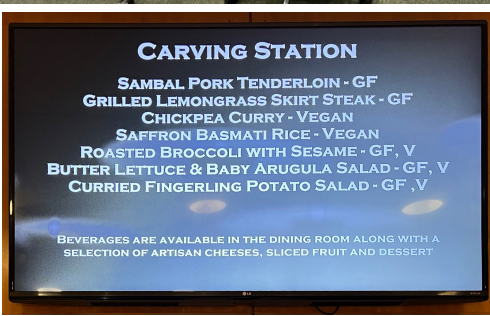 CARVING STATION
SAMBAL PORK TENDERLOIN - GF
GRILLED LEMONGRASS SKIRT STEAK - GF
CHICKPEA CURRY - VEGAN
SAFFRON BASMATI RICE - VEGAN
ROASTED BROCCOLI WITH SESAME - GF, V
BUTTER LETTUCE & BABY ARUGULA SALAD - GF, V
CURRIED FINGERLING POTATO SALAD - GF ,V
BEVERAGES ARE AVAILABLE IN THE DINING ROOM ALONG WITH A
SELECTION OF ARTISAN CHEESES, SLICED FRUIT AND DESSERT
LG